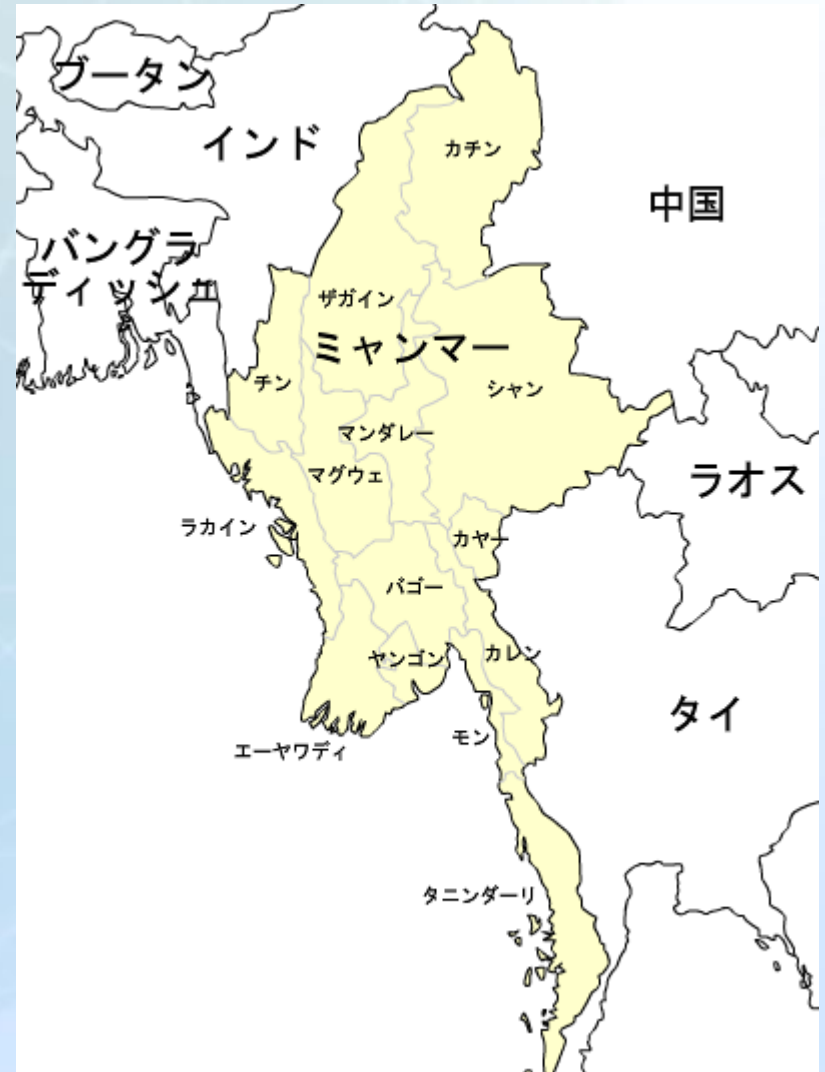 ブータン
インド
カチン
中国
バングラ
ディッシュ
ザガイン
ミャンマー
チン
シャン
マンダレー
マグウェ
ラオス
ラカイン
カヤー
バゴー
ヤンゴン
カレン
タイ
モン
エーヤワディ
タニンダーリ